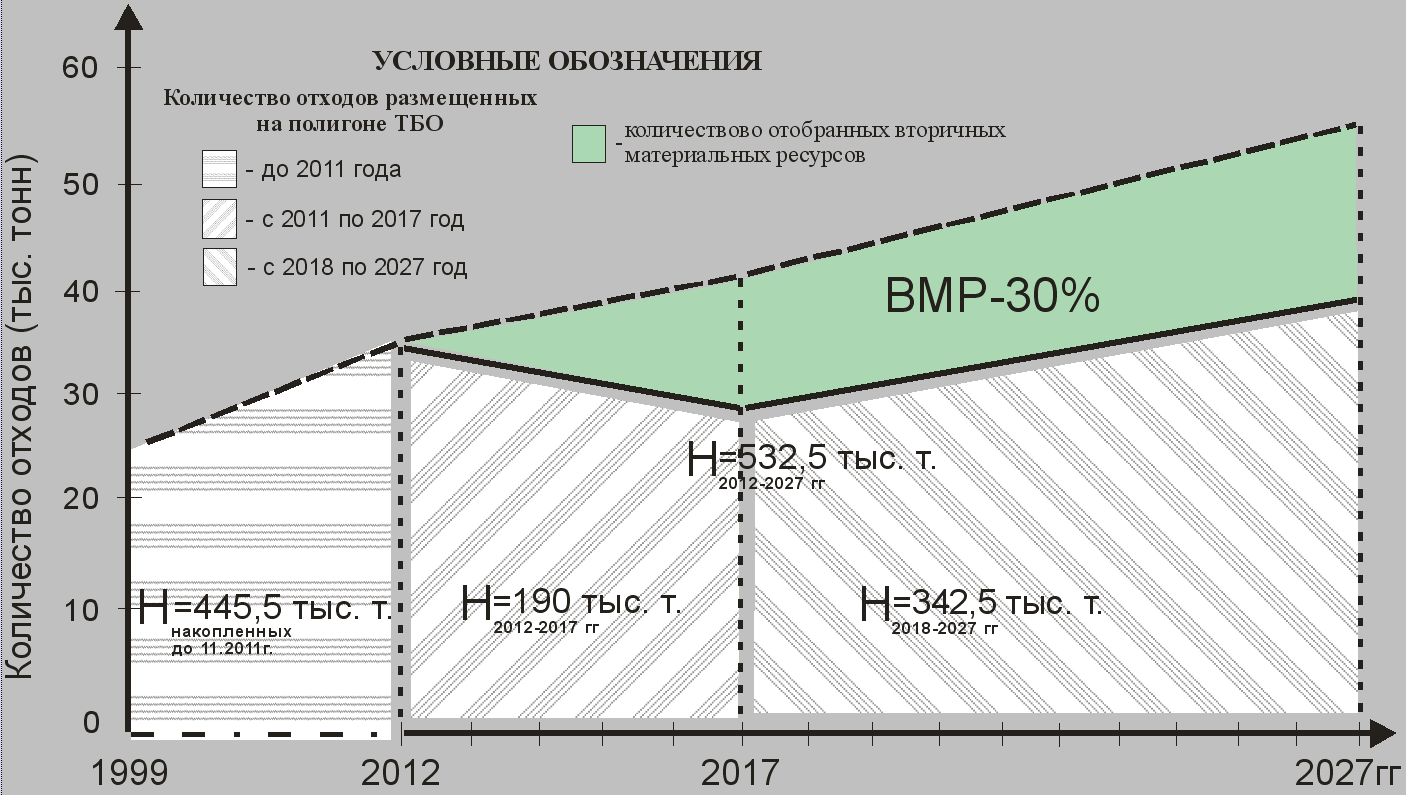 УСЛОВНЫЕ ОБОЗНАЧЕНИЯ
Количество отходов размещенных
на полигоне ТБО
- до 2011 года
- с 2011 по 2017 год
- с 2018 по 2027 год
- количествово отобранных вторичных
материальных ресурсов
Количество отходов (тыс. тонн)
60
50
40
30
20
10
0
ВМР-30%
H=532,5 тыс. т.
2012-2027 гг
H=445,5 тыс. т.
накопленных
до 11.2011г.
H=190 тыс. т.
2012-2017 гг
H=342,5 тыс. т.
2018-2027 гг
1999
2012
2017
2027гг